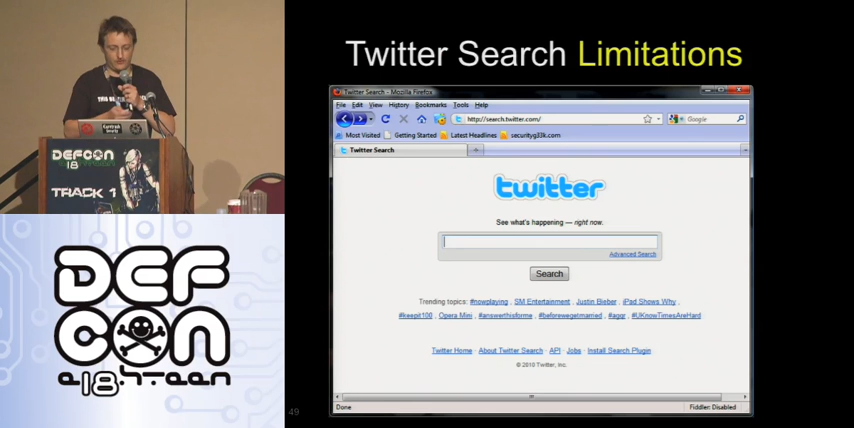 Twitter Search Limitations
Twitter Search - Mozilla Firefox
File Edit View History Bookmarks Tools Help
http://search.twitter.com/
Google
Most Visited Getting Started Latest Headlines securityg33k.com
Twitter Search
twitter
See what's happening — right now.
Advanced Search
Search
Trending topics: #nowplaying , SM Entertainment , Justin Bieber , iPad Shows Why ,
#keepit100 , Opera Mini , #answerthisforme , #beforewegetmarried , #aggr , #UKnowTimesAreHard
Twitter Home · About Twitter Search · API · Jobs · Install Search Plugin
© 2010 Twitter, Inc.
Done
Fiddler: Disabled
49
DEFCON
18
TRACK 1
DEF
CON
18